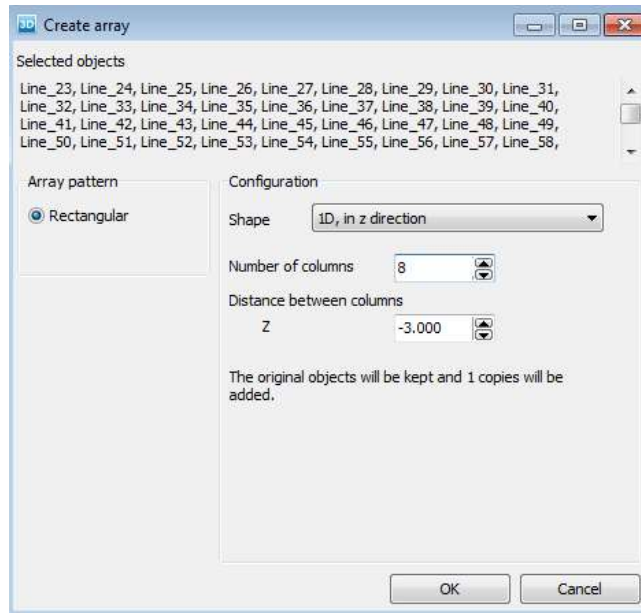 3D Create array
Selected objects
Line_23, Line_24, Line_25, Line_26, Line_27, Line_28, Line_29, Line_30, Line_31,
Line_32, Line_33, Line_34, Line_35, Line_36, Line_37, Line_38, Line_39, Line_40,
Line_41, Line_42, Line_43, Line_44, Line_45, Line_46, Line_47, Line_48, Line_49,
Line_50, Line_51, Line_52, Line_53, Line_54, Line_55, Line_56, Line_57, Line_58,
Array pattern
Rectangular
Configuration
Shape 1D, in z direction
Number of columns 8
Distance between columns
Z -3.000
The original objects will be kept and 1 copies will be
added.
OK Cancel